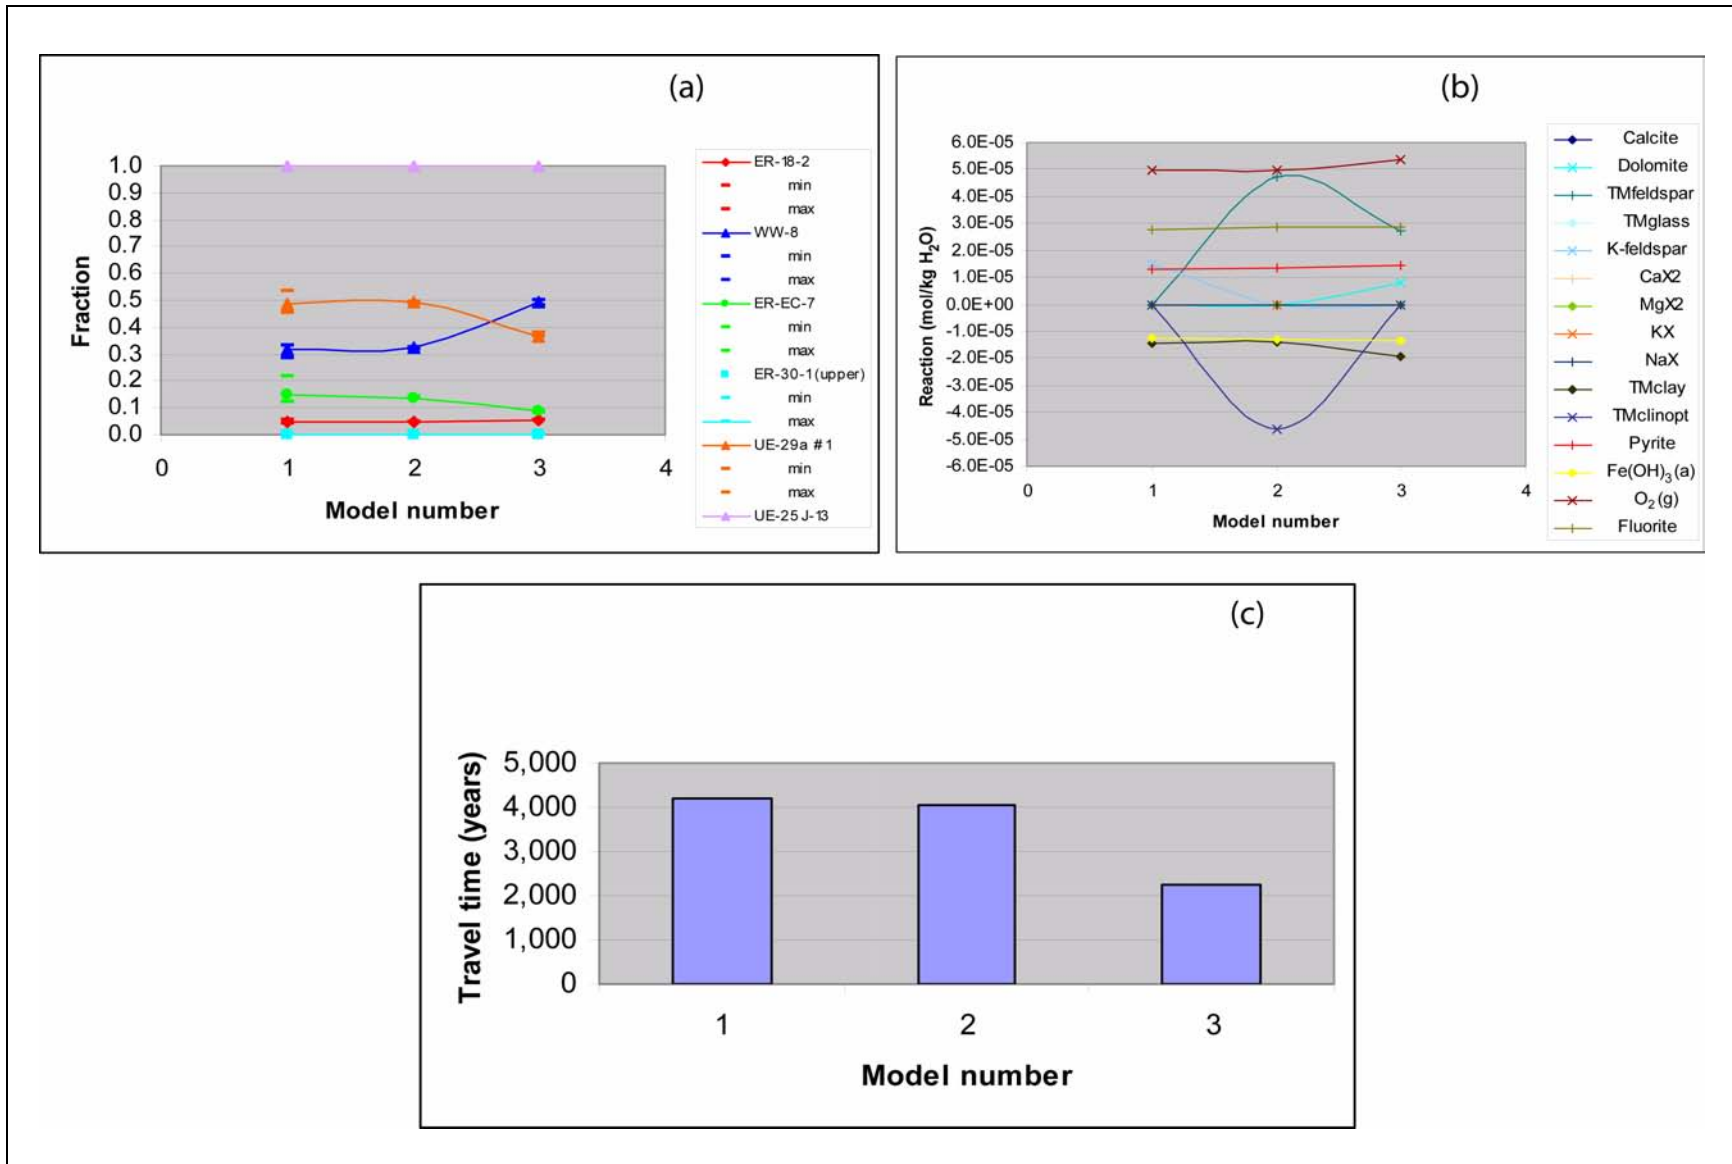 (a)
1.0
0.9
0.8
0.7
0.6
0.5
0.4
0.3
0.2
0.1
0.0
Fraction
0 1 2 3 4
Model number
ER-18-2
min
max
WW-8
min
max
ER-EC-7
min
max
ER-30-1(upper)
min
max
UE-29a #1
min
max
UE-25 J-13
(b)
6.0E-05
5.0E-05
4.0E-05
3.0E-05
2.0E-05
1.0E-05
0.0E+00
-1.0E-05
-2.0E-05
-3.0E-05
-4.0E-05
-5.0E-05
-6.0E-05
Reaction (mol/kg H₂O)
0 1 2 3 4
Model number
Calcite
Dolomite
TMfeldspar
TMglass
K-feldspar
CaX2
MgX2
KX
NaX
TMclay
TMclinopt
Pyrite
Fe(OH)₃(a)
O₂(g)
Fluorite
(c)
5,000
4,000
3,000
2,000
1,000
0
Travel time (years)
1 2 3
Model number